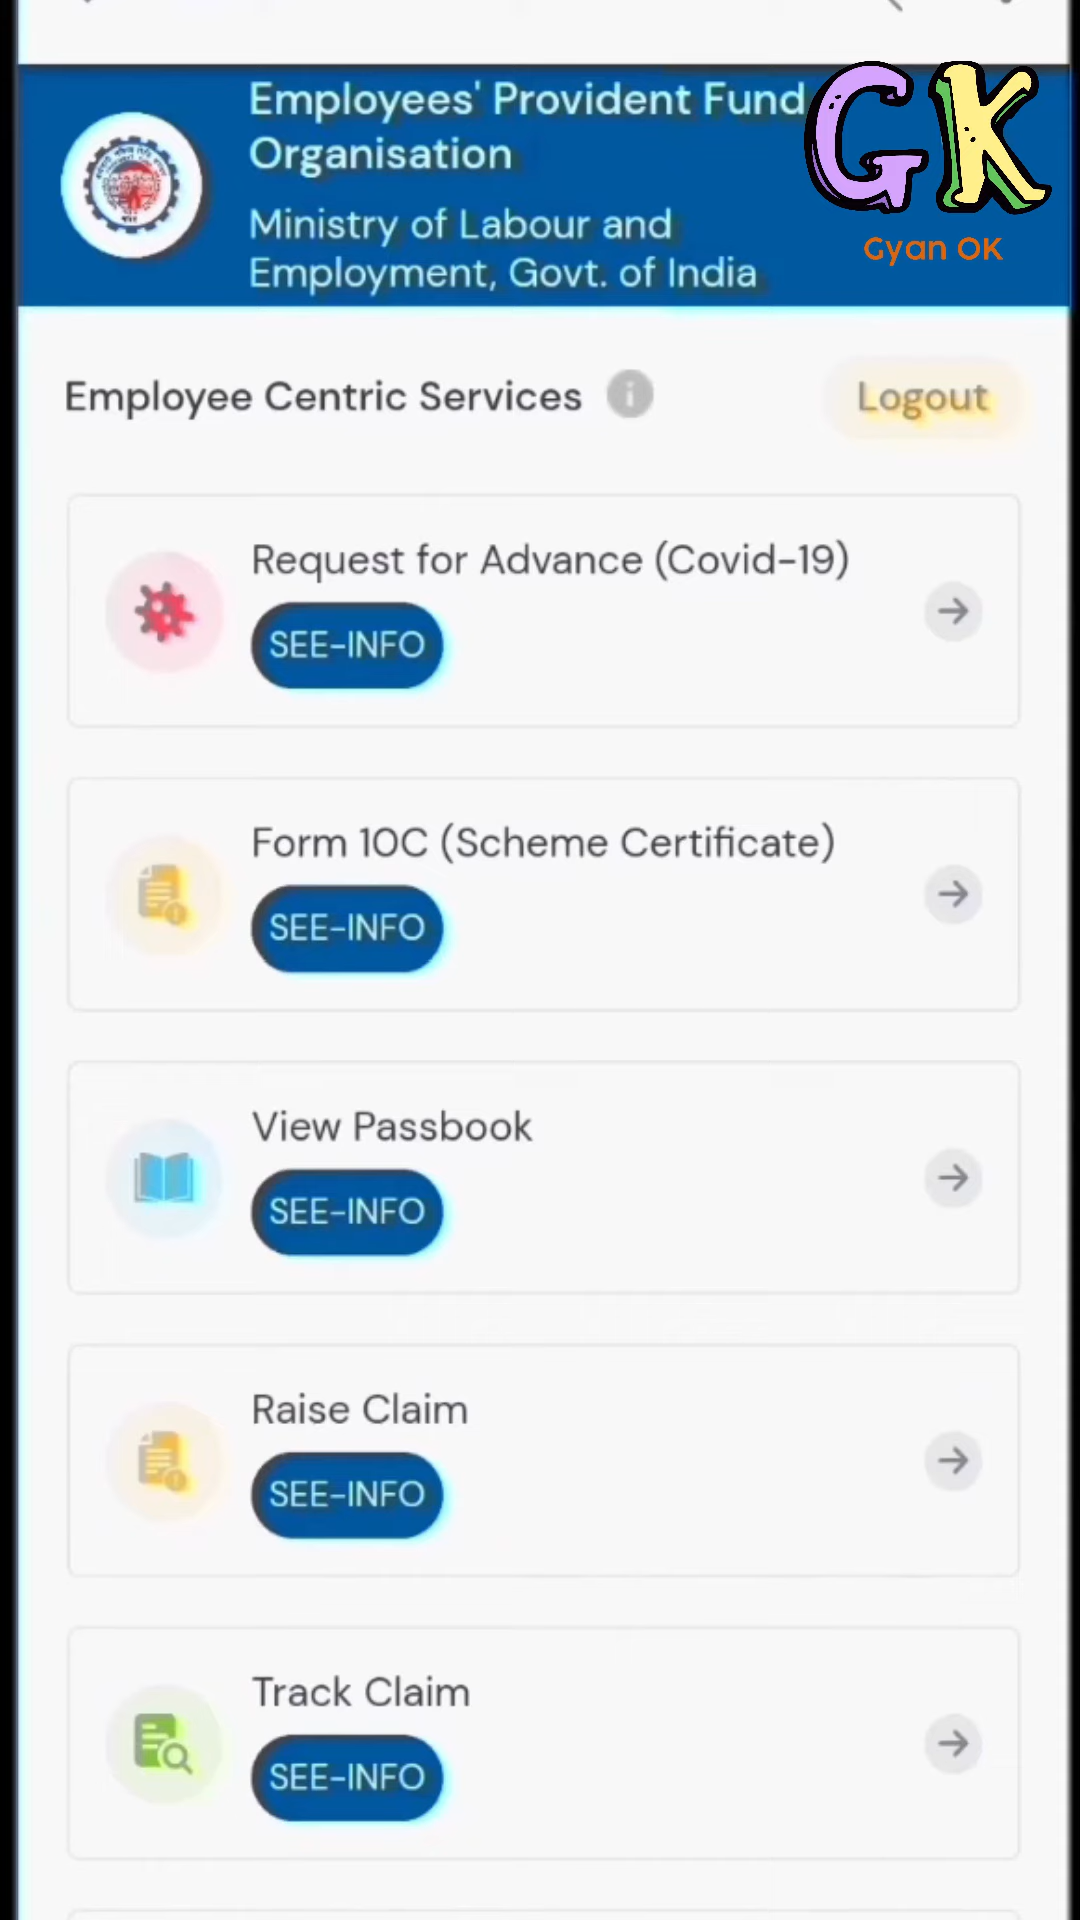 Employees' Provident Fund
Organisation
Ministry of Labour and
Employment, Govt. of India
GK
Gyan OK
Employee Centric Services
Logout
Request for Advance (Covid-19)
SEE-INFO
Form 10C (Scheme Certificate)
SEE-INFO
View Passbook
SEE-INFO
Raise Claim
SEE-INFO
Track Claim
SEE-INFO